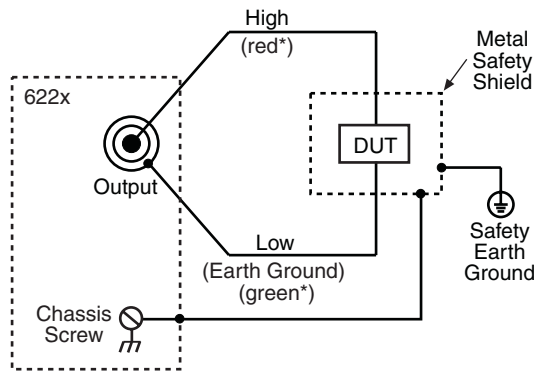 High
(red*)
Metal
Safety
Shield
622x
DUT
Output
Low
(Earth Ground)
(green*)
Safety
Earth
Ground
Chassis
Screw